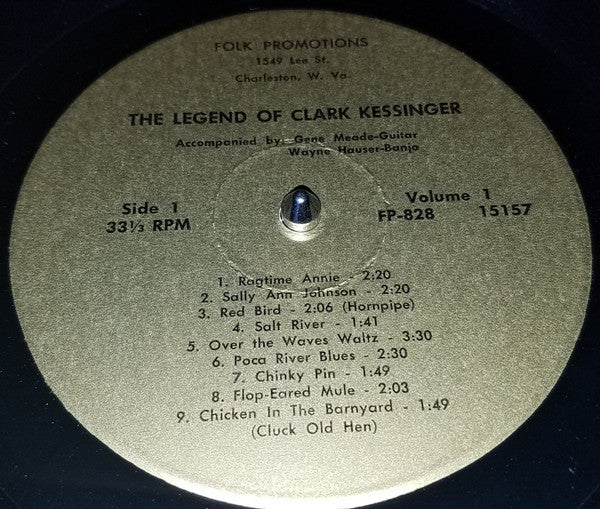 FOLK PROMOTIONS
1549 Lee St.
Charleston, W. Va.
THE LEGEND OF CLARK KESSINGER
Accompanied by: Gene Meade-Guitar
Wayne Hauser-Banjo
Side 1
33⅓ RPM
Volume 1
FP-828 15157
1. Ragtime Annie - 2:20
2. Sally Ann Johnson - 2:20
3. Red Bird - 2:06 (Hornpipe)
4. Salt River - 1:41
5. Over the Waves Waltz - 3:30
6. Poca River Blues - 2:30
7. Chinky Pin - 1:49
8. Flop-Eared Mule - 2:03
9. Chicken In The Barnyard - 1:49
(Cluck Old Hen)